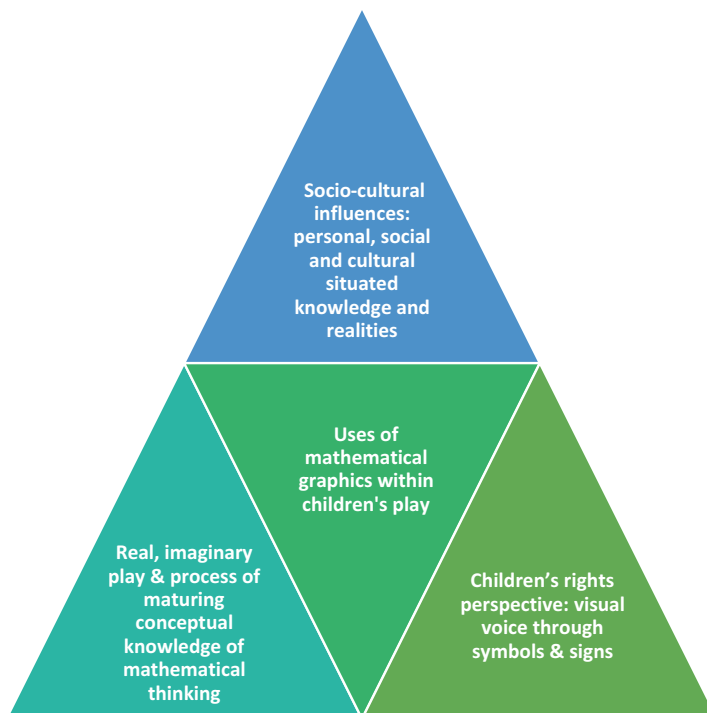 Socio-cultural
influences:
personal, social
and cultural
situated
knowledge and
realities
Uses of
mathematical
graphics within
children's play
Real, imaginary
play & process of
maturing
conceptual
knowledge of
mathematical
thinking
Children’s rights
perspective: visual
voice through
symbols & signs